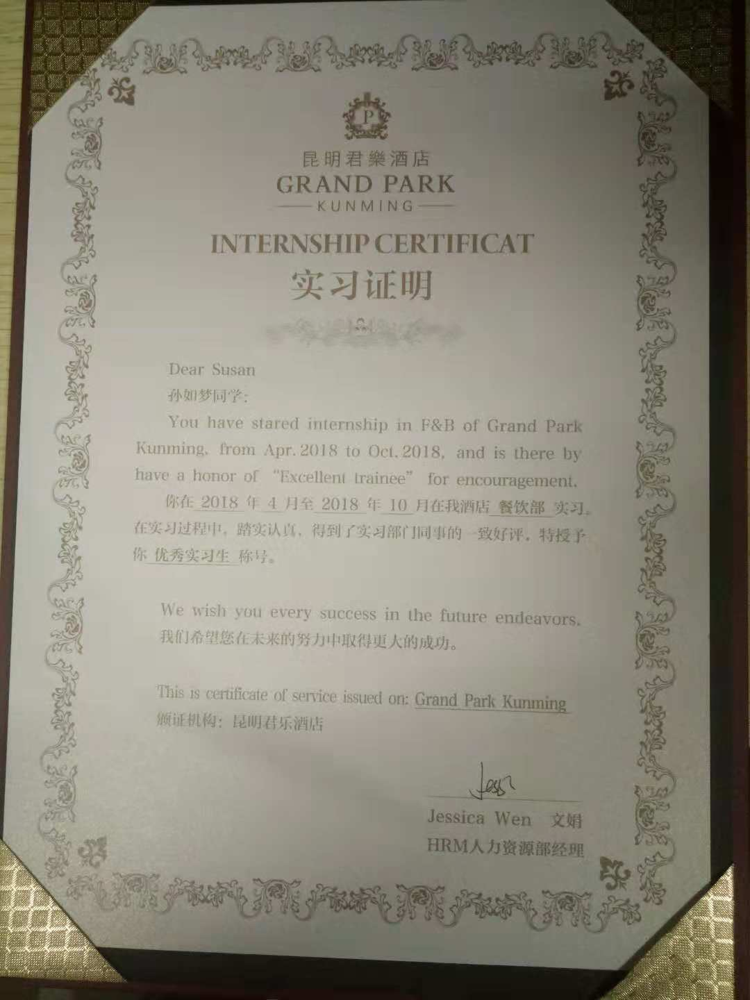 P
昆明君樂酒店
GRAND PARK
KUNMING
INTERNSHIP CERTIFICAT
实习证明
Dear Susan
孙如梦同学：
You have stared internship in F&B of Grand Park
Kunming, from Apr. 2018 to Oct. 2018, and is there by
have a honor of “Excellent trainee” for encouragement.
你在 2018 年 4 月至 2018 年 10 月在我酒店 餐饮部 实习。
在实习过程中，踏实认真，得到了实习部门同事的一致好评，特授予
你 优秀实习生 称号。
We wish you every success in the future endeavors.
我们希望您在未来的努力中取得更大的成功。
This is certificate of service issued on: Grand Park Kunming
颁证机构：昆明君乐酒店
Jessica Wen 文娟
HRM人力资源部经理